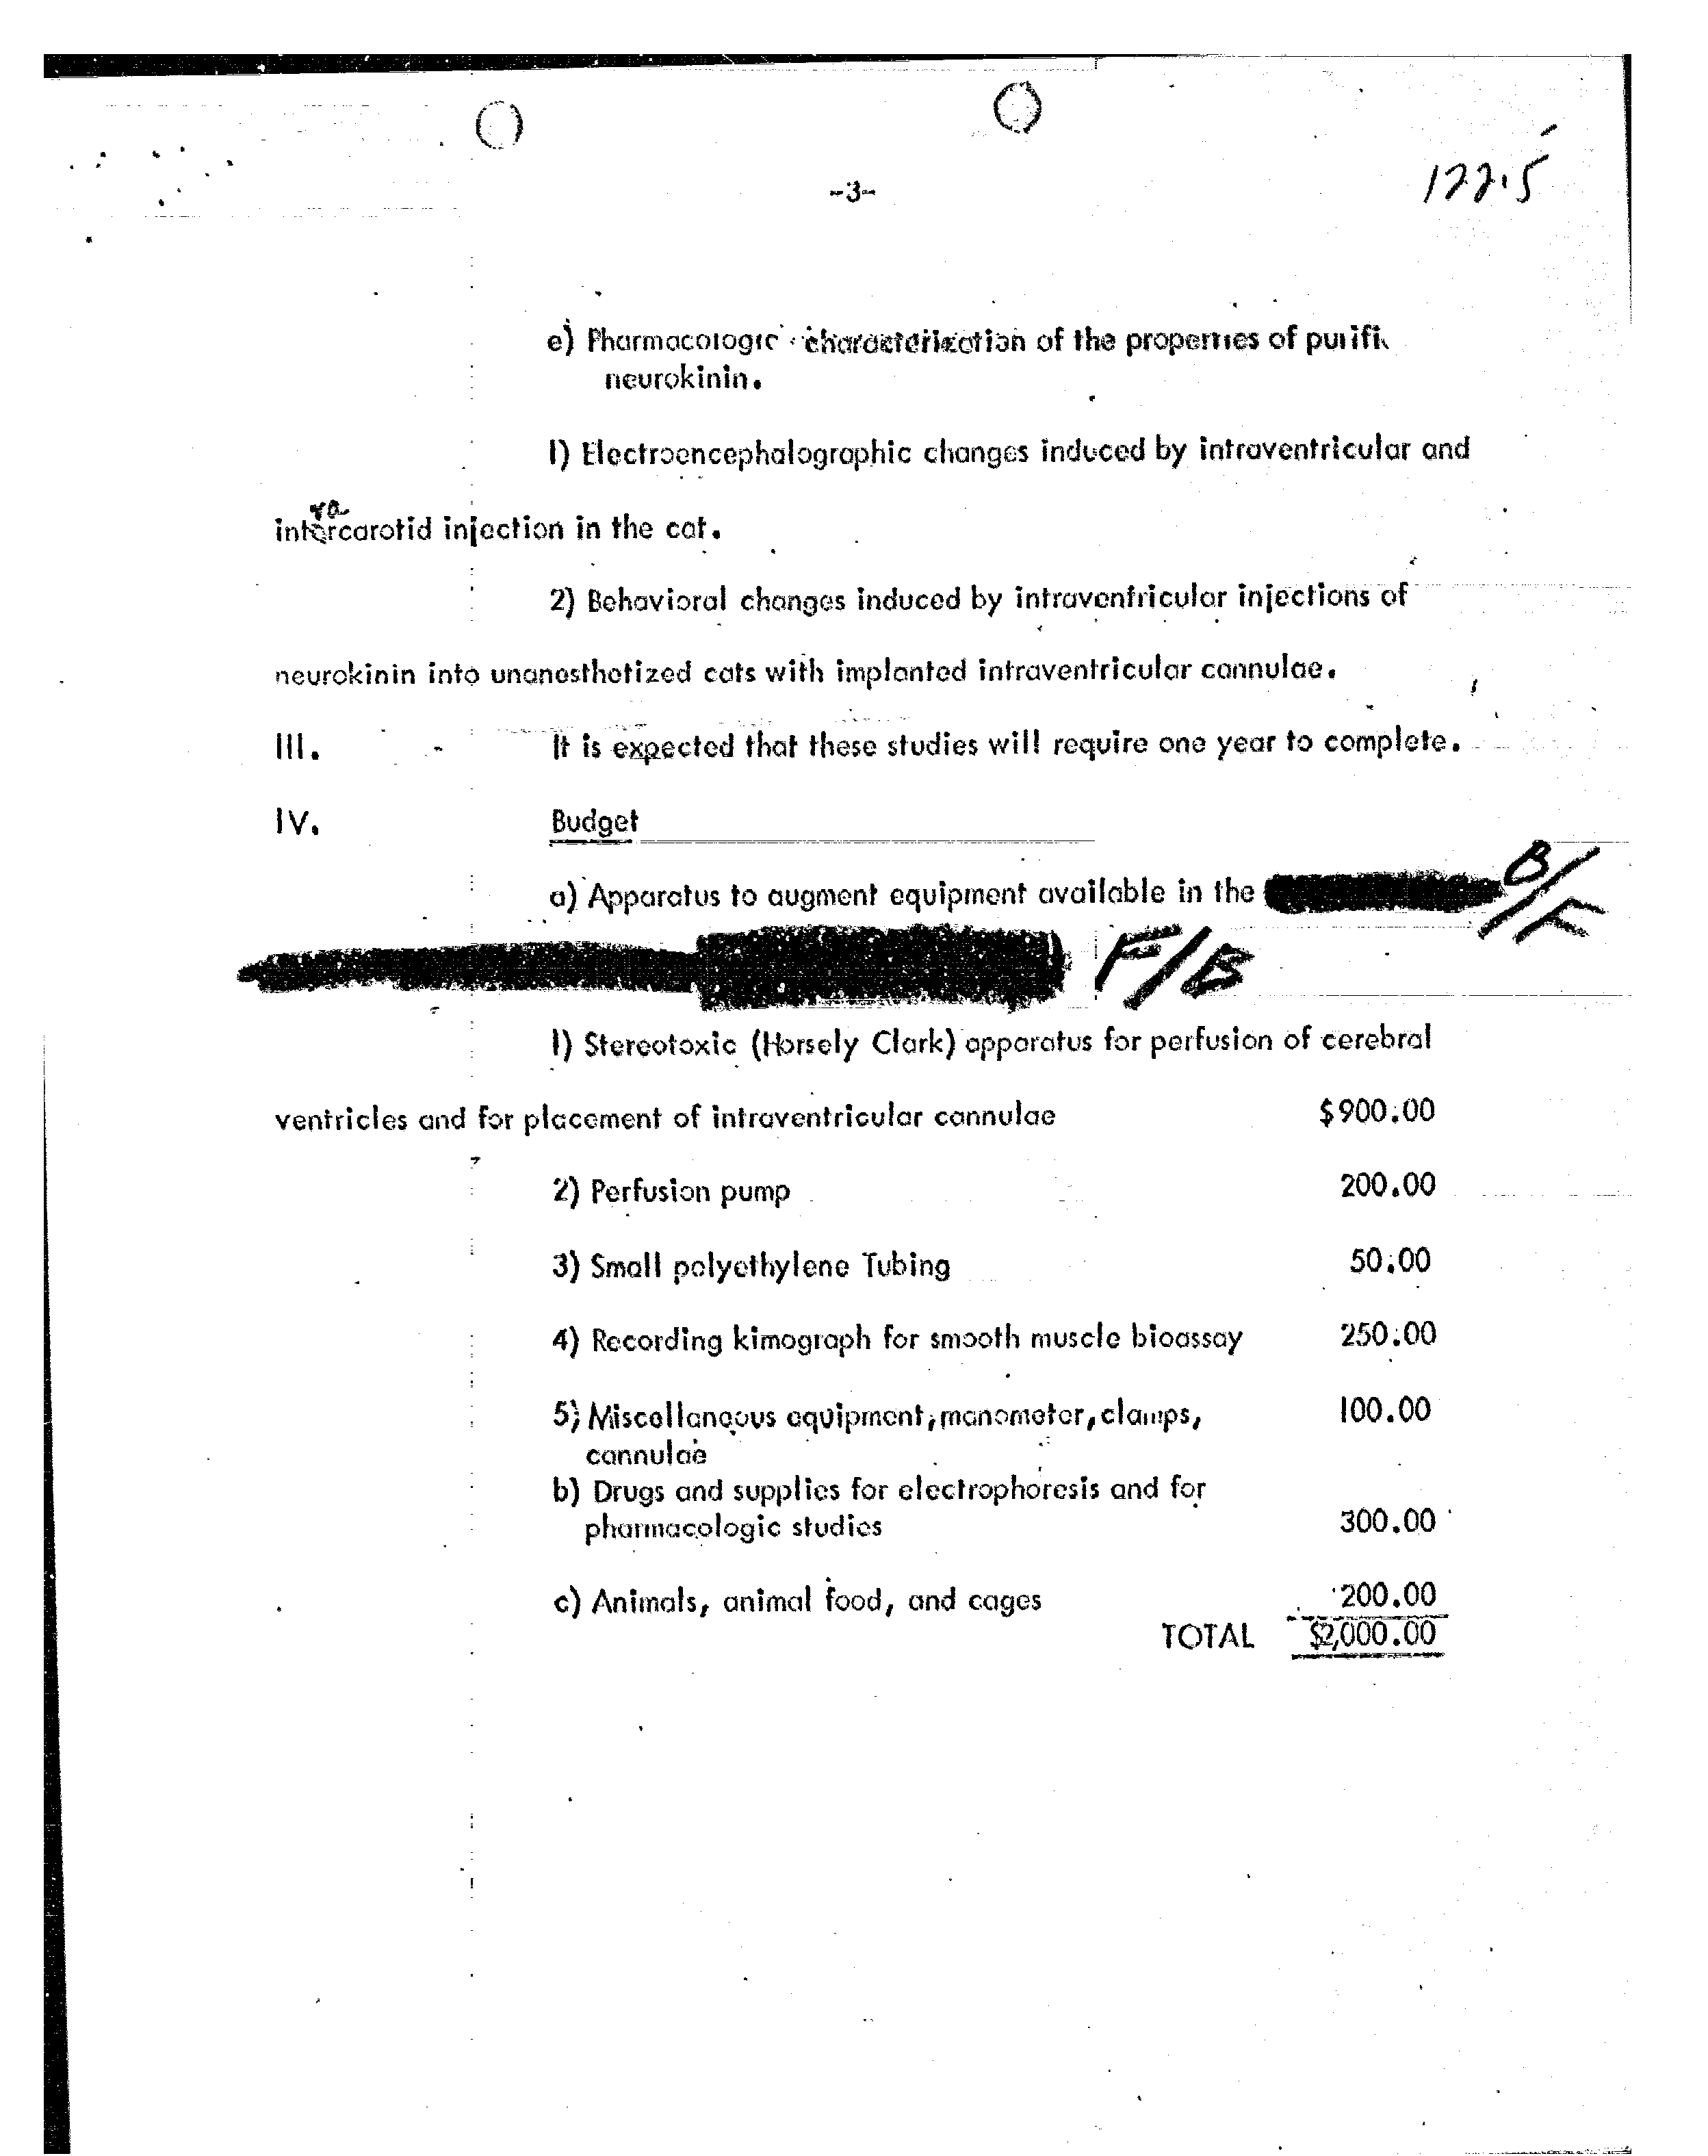 -3-
122.5
e) Pharmacologic characterization of the properties of purifi
neurokinin.
1) Electroencephalographic changes induced by intraventricular and
ra
intercarotid injection in the cat.
2) Behavioral changes induced by intraventricular injections of
neurokinin into unanesthetized cats with implanted intraventricular cannulae.
III. It is expected that these studies will require one year to complete.
IV. Budget
a) Apparatus to augment equipment available in the B/F
F/B
1) Stereotoxic (Horsely Clark) apparatus for perfusion of cerebral
ventricles and for placement of intraventricular cannulae $900.00
2) Perfusion pump 200.00
3) Small polyethylene Tubing 50.00
4) Recording kimograph for smooth muscle bioassay 250.00
5) Miscellaneous equipment, manometer, clamps, 100.00
cannulae
b) Drugs and supplies for electrophoresis and for
pharmacologic studies 300.00
c) Animals, animal food, and cages 200.00
TOTAL $2,000.00